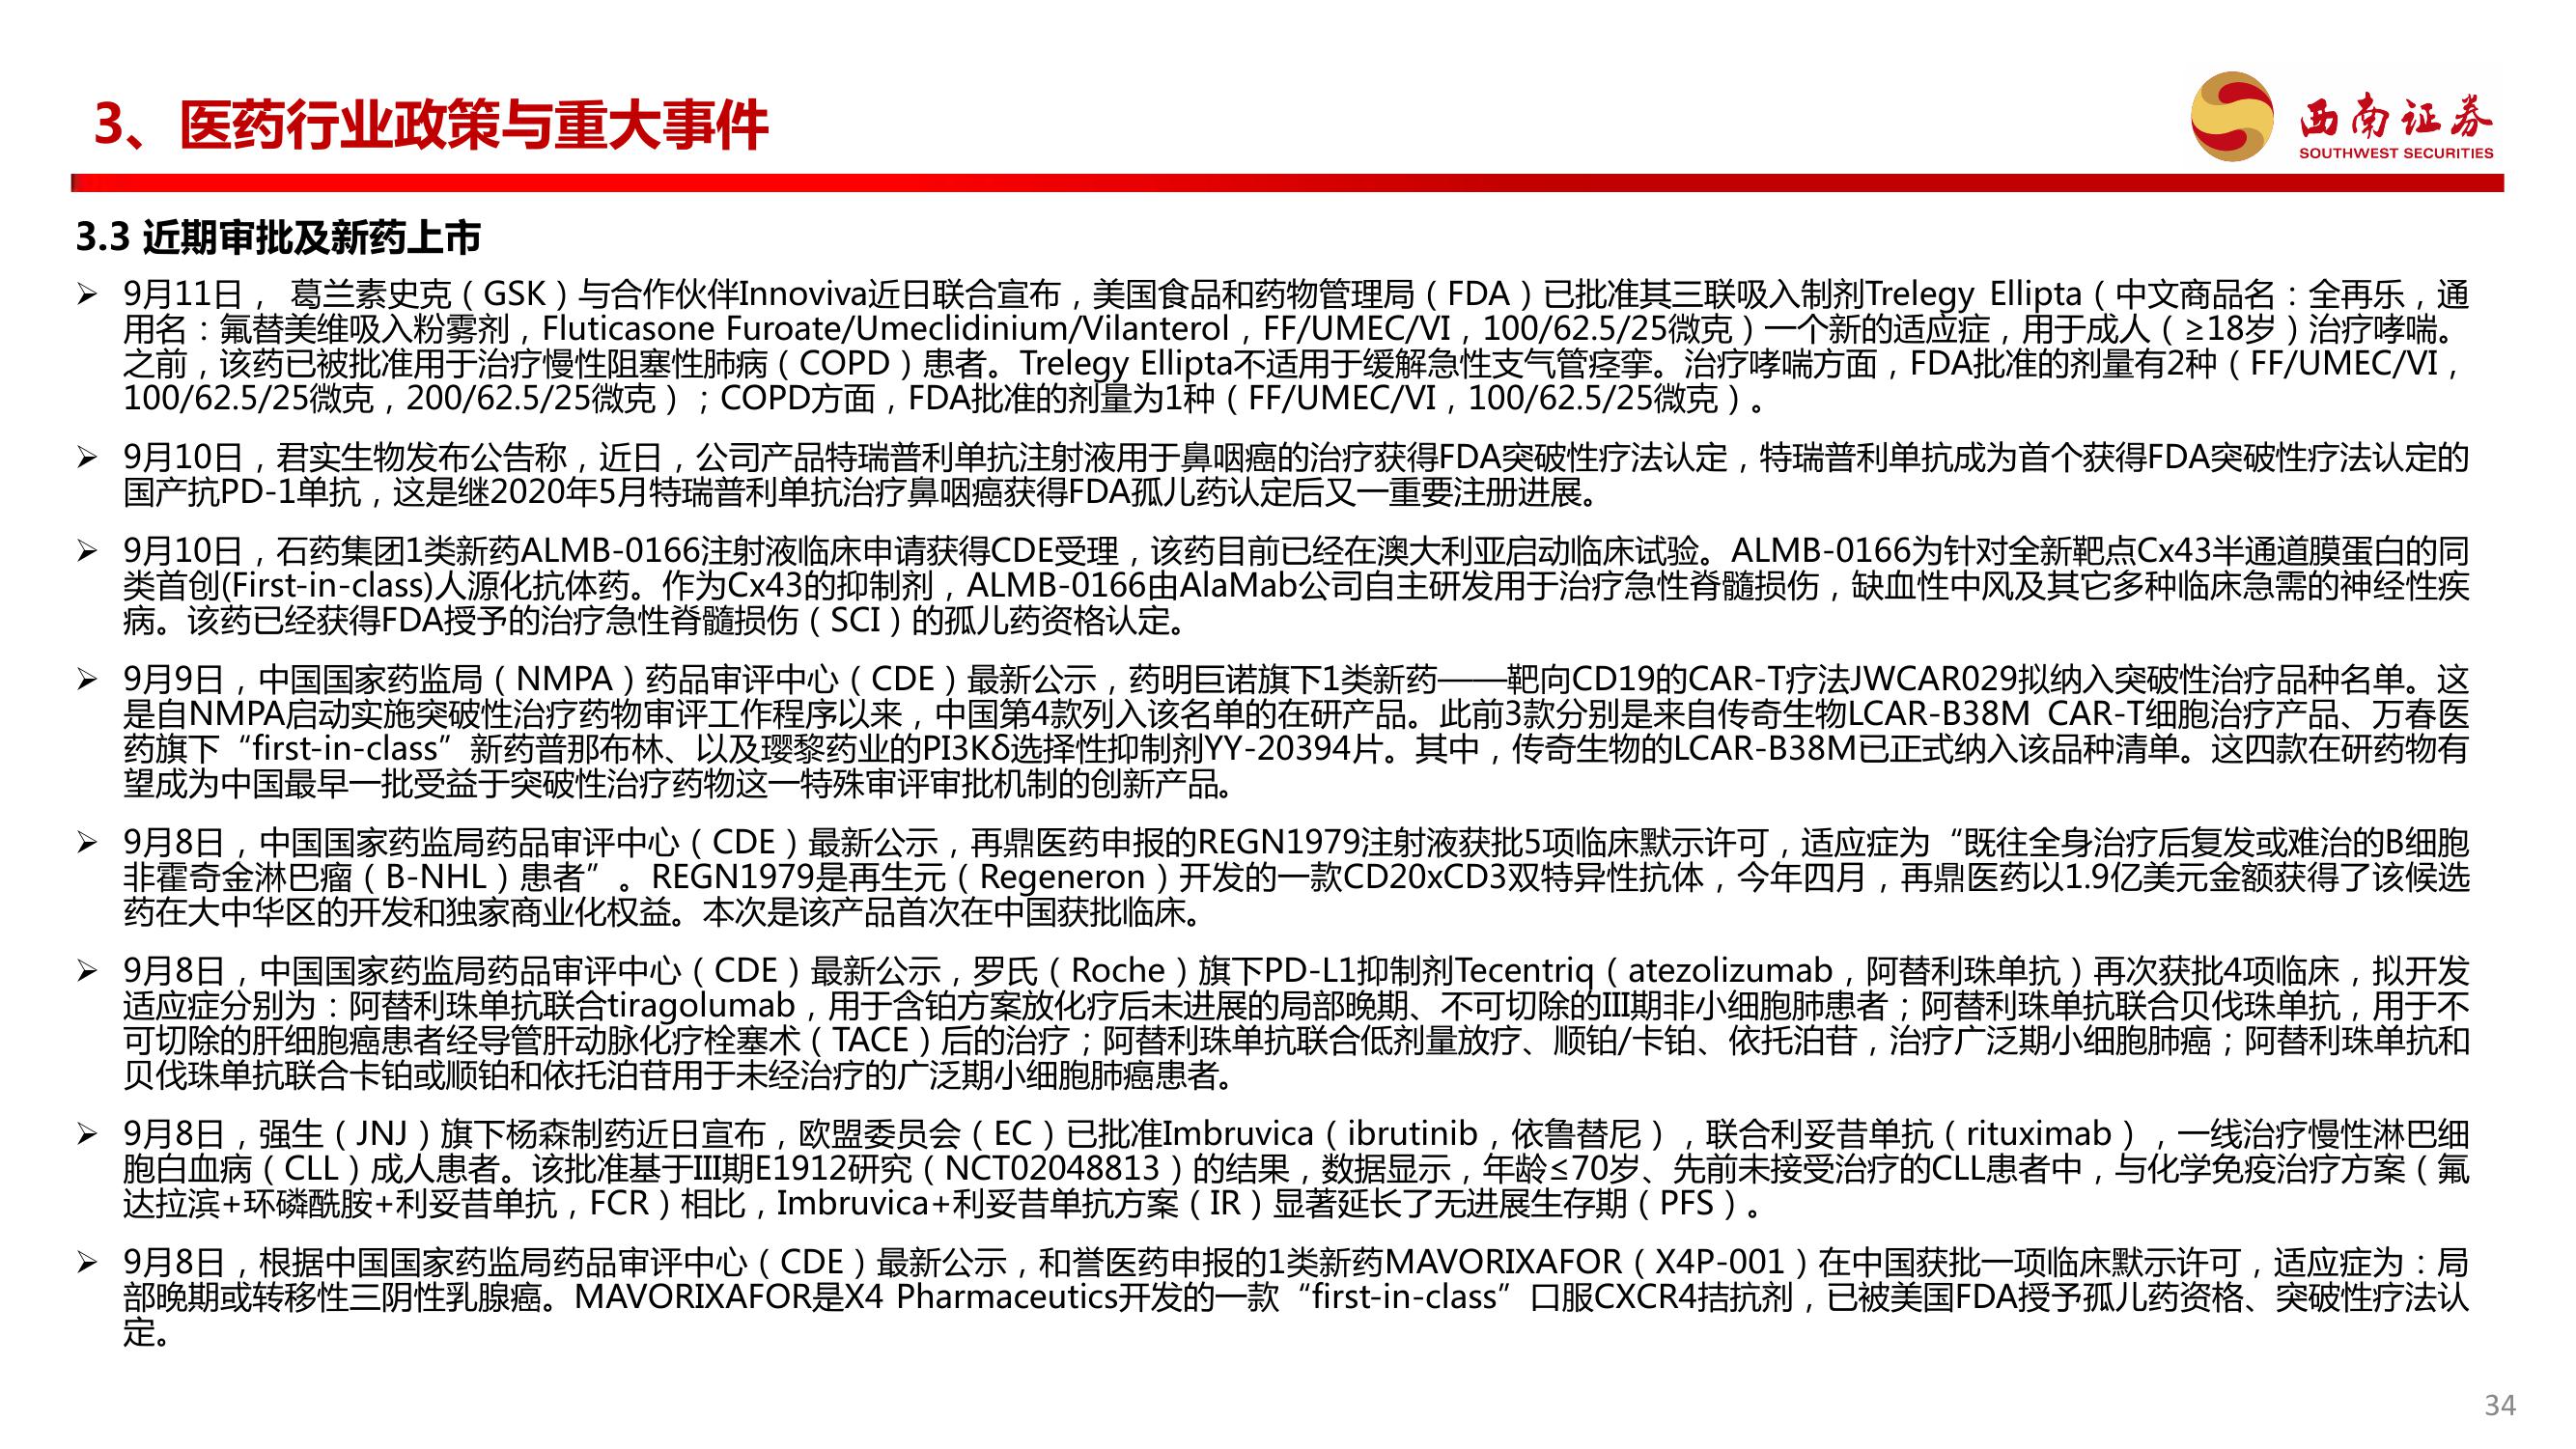 3、医药行业政策与重大事件
西南证券
SOUTHWEST SECURITIES
3.3 近期审批及新药上市
➢ 9月11日， 葛兰素史克（GSK）与合作伙伴Innoviva近日联合宣布，美国食品和药物管理局（FDA）已批准其三联吸入制剂Trelegy Ellipta（中文商品名：全再乐，通
用名：氟替美维吸入粉雾剂，Fluticasone Furoate/Umeclidinium/Vilanterol，FF/UMEC/VI，100/62.5/25微克）一个新的适应症，用于成人（≥18岁）治疗哮喘。
之前，该药已被批准用于治疗慢性阻塞性肺病（COPD）患者。Trelegy Ellipta不适用于缓解急性支气管痉挛。治疗哮喘方面，FDA批准的剂量有2种（FF/UMEC/VI，
100/62.5/25微克，200/62.5/25微克）；COPD方面，FDA批准的剂量为1种（FF/UMEC/VI，100/62.5/25微克）。
➢ 9月10日，君实生物发布公告称，近日，公司产品特瑞普利单抗注射液用于鼻咽癌的治疗获得FDA突破性疗法认定，特瑞普利单抗成为首个获得FDA突破性疗法认定的
国产抗PD-1单抗，这是继2020年5月特瑞普利单抗治疗鼻咽癌获得FDA孤儿药认定后又一重要注册进展。
➢ 9月10日，石药集团1类新药ALMB-0166注射液临床申请获得CDE受理，该药目前已经在澳大利亚启动临床试验。ALMB-0166为针对全新靶点Cx43半通道膜蛋白的同
类首创(First-in-class)人源化抗体药。作为Cx43的抑制剂，ALMB-0166由AlaMab公司自主研发用于治疗急性脊髓损伤，缺血性中风及其它多种临床急需的神经性疾
病。该药已经获得FDA授予的治疗急性脊髓损伤（SCI）的孤儿药资格认定。
➢ 9月9日，中国国家药监局（NMPA）药品审评中心（CDE）最新公示，药明巨诺旗下1类新药——靶向CD19的CAR-T疗法JWCAR029拟纳入突破性治疗品种名单。这
是自NMPA启动实施突破性治疗药物审评工作程序以来，中国第4款列入该名单的在研产品。此前3款分别是来自传奇生物LCAR-B38M CAR-T细胞治疗产品、万春医
药旗下“first-in-class”新药普那布林、以及璎黎药业的PI3Kδ选择性抑制剂YY-20394片。其中，传奇生物的LCAR-B38M已正式纳入该品种清单。这四款在研药物有
望成为中国最早一批受益于突破性治疗药物这一特殊审评审批机制的创新产品。
➢ 9月8日，中国国家药监局药品审评中心（CDE）最新公示，再鼎医药申报的REGN1979注射液获批5项临床默示许可，适应症为“既往全身治疗后复发或难治的B细胞
非霍奇金淋巴瘤（B-NHL）患者”。REGN1979是再生元（Regeneron）开发的一款CD20xCD3双特异性抗体，今年四月，再鼎医药以1.9亿美元金额获得了该候选
药在大中华区的开发和独家商业化权益。本次是该产品首次在中国获批临床。
➢ 9月8日，中国国家药监局药品审评中心（CDE）最新公示，罗氏（Roche）旗下PD-L1抑制剂Tecentriq（atezolizumab，阿替利珠单抗）再次获批4项临床，拟开发
适应症分别为：阿替利珠单抗联合tiragolumab，用于含铂方案放化疗后未进展的局部晚期、不可切除的III期非小细胞肺患者；阿替利珠单抗联合贝伐珠单抗，用于不
可切除的肝细胞癌患者经导管肝动脉化疗栓塞术（TACE）后的治疗；阿替利珠单抗联合低剂量放疗、顺铂/卡铂、依托泊苷，治疗广泛期小细胞肺癌；阿替利珠单抗和
贝伐珠单抗联合卡铂或顺铂和依托泊苷用于未经治疗的广泛期小细胞肺癌患者。
➢ 9月8日，强生（JNJ）旗下杨森制药近日宣布，欧盟委员会（EC）已批准Imbruvica（ibrutinib，依鲁替尼），联合利妥昔单抗（rituximab），一线治疗慢性淋巴细
胞白血病（CLL）成人患者。该批准基于III期E1912研究（NCT02048813）的结果，数据显示，年龄≤70岁、先前未接受治疗的CLL患者中，与化学免疫治疗方案（氟
达拉滨+环磷酰胺+利妥昔单抗，FCR）相比，Imbruvica+利妥昔单抗方案（IR）显著延长了无进展生存期（PFS）。
➢ 9月8日，根据中国国家药监局药品审评中心（CDE）最新公示，和誉医药申报的1类新药MAVORIXAFOR（X4P-001）在中国获批一项临床默示许可，适应症为：局
部晚期或转移性三阴性乳腺癌。MAVORIXAFOR是X4 Pharmaceutics开发的一款“first-in-class”口服CXCR4拮抗剂，已被美国FDA授予孤儿药资格、突破性疗法认
定。
34